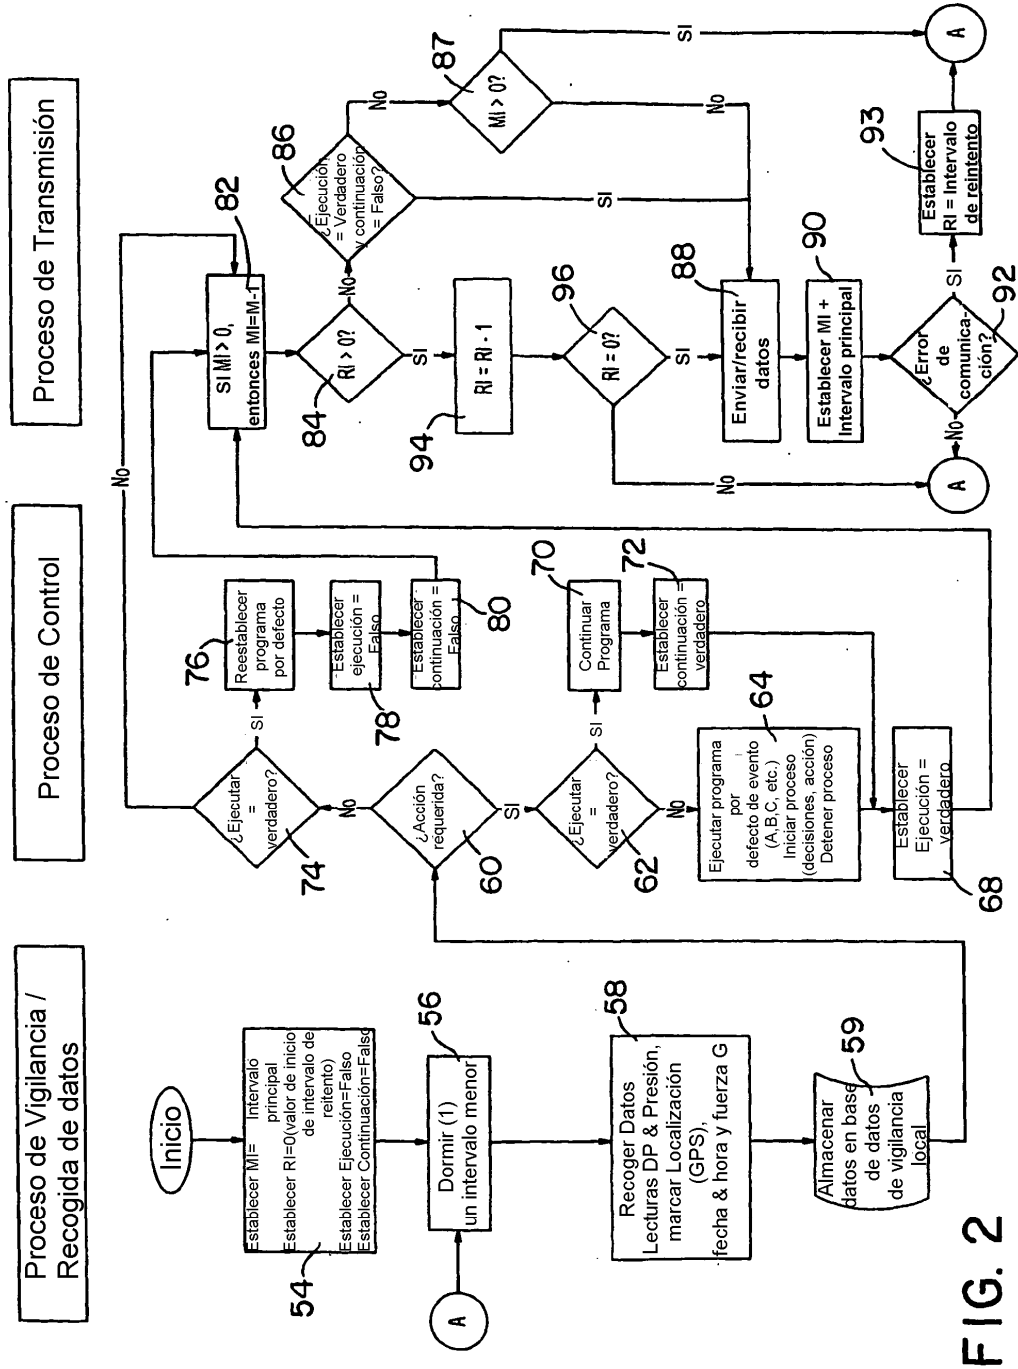 Proceso de Vigilancia /
Recogida de datos
Inicio
Establecer MI= Intervalo
principal
Establecer RI=0(valor de inicio
de intervalo de
reitento)
Establecer Ejecución=Falso
Establecer Continuación=Falso
54
A
Dormir (1)
un intervalo menor
56
Recoger Datos
Lecturas DP & Presión,
marcar Localización
(GPS),
fecha & hora y fuerza G
58
Almacenar
datos en base
de datos
de vigilancia
local
59
Proceso de Control
¿Ejecutar
=
verdadero?
74
No
SI
Reestablecer
programa
por defecto
76
Establecer
ejecución =
Falso
78
Establecer
continuación =
Falso
80
¿Acción
requerida?
60
No
SI
¿Ejecutar
=
verdadero?
62
SI
No
Continuar
Programa
70
Establecer
continuación =
verdadero
72
Ejecutar programa
por
defecto de evento
(A,B,C, etc.)
Iniciar proceso
(decisiones, acción)
Detener proceso
64
Establecer
Ejecución =
verdadero
68
Proceso de Transmisión
SI MI > 0,
entonces MI=M-1
82
RI > 0?
84
No
SI
¿Ejecución
= Verdadero
y continuación
= Falso?
86
No
SI
MI > 0?
87
SI
No
RI = RI - 1
94
RI = 0?
96
SI
No
Enviar/recibir
datos
88
Establecer MI +
Intervalo principal
90
¿Error
de
comunica-
ción?
92
No
SI
A
Establecer
RI = Intervalo
de reintento
93
A
FIG. 2